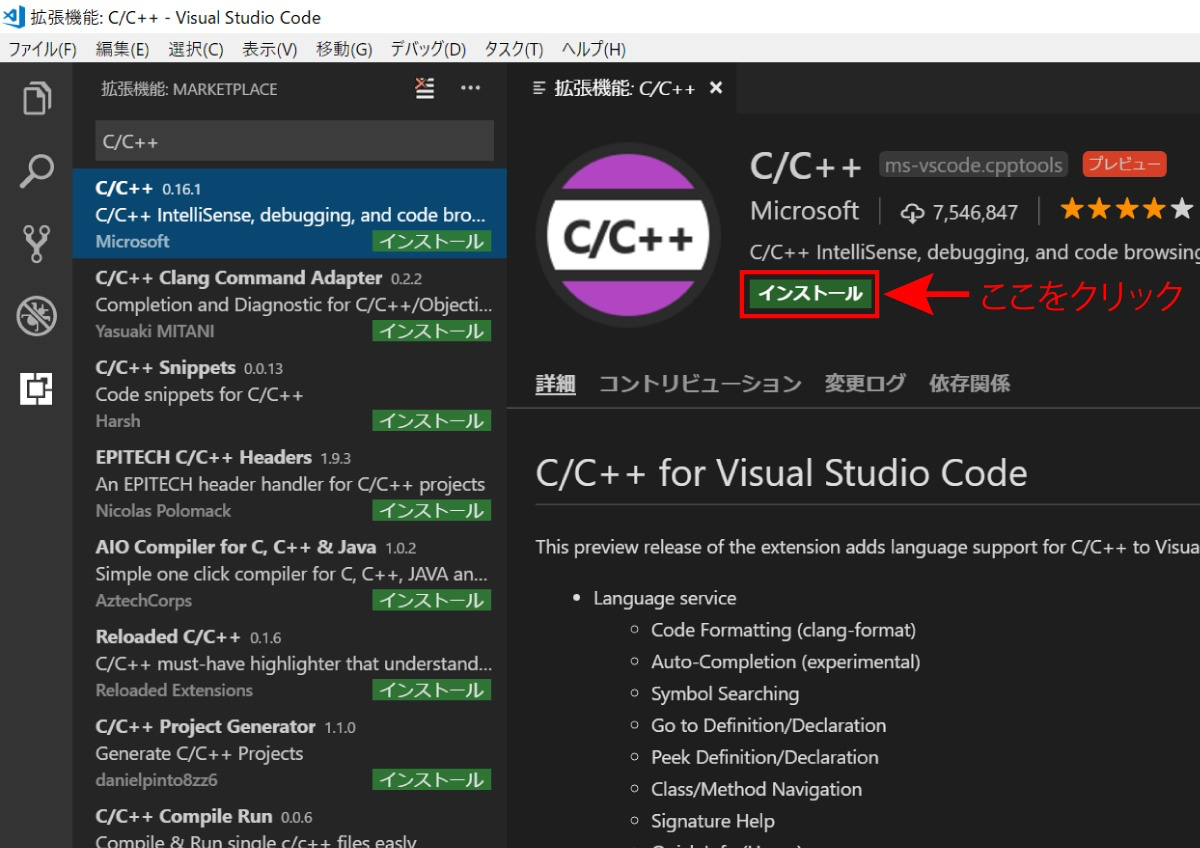 拡張機能: C/C++ - Visual Studio Code
ファイル(F) 編集(E) 選択(C) 表示(V) 移動(G) デバッグ(D) タスク(T) ヘルプ(H)
拡張機能: MARKETPLACE
C/C++
C/C++ 0.16.1
C/C++ IntelliSense, debugging, and code bro...
Microsoft インストール
C/C++ Clang Command Adapter 0.2.2
Completion and Diagnostic for C/C++/Objecti...
Yasuaki MITANI インストール
C/C++ Snippets 0.0.13
Code snippets for C/C++
Harsh インストール
EPITECH C/C++ Headers 1.9.3
An EPITECH header handler for C/C++ projects
Nicolas Polomack インストール
AIO Compiler for C, C++ & Java 1.0.2
Simple one click compiler for C, C++, JAVA an...
AztechCorps インストール
Reloaded C/C++ 0.1.6
C/C++ must-have highlighter that understand...
Reloaded Extensions インストール
C/C++ Project Generator 1.1.0
Generate C/C++ Projects
danielpinto8zz6 インストール
C/C++ Compile Run 0.0.6
Compile & Run single c/c++ files easly
拡張機能: C/C++
C/C++
C/C++ ms-vscode.cpptools プレビュー
Microsoft 7,546,847
C/C++ IntelliSense, debugging, and code browsing
インストール ここをクリック
詳細 コントリビューション 変更ログ 依存関係
C/C++ for Visual Studio Code
This preview release of the extension adds language support for C/C++ to Visua
Language service
Code Formatting (clang-format)
Auto-Completion (experimental)
Symbol Searching
Go to Definition/Declaration
Peek Definition/Declaration
Class/Method Navigation
Signature Help